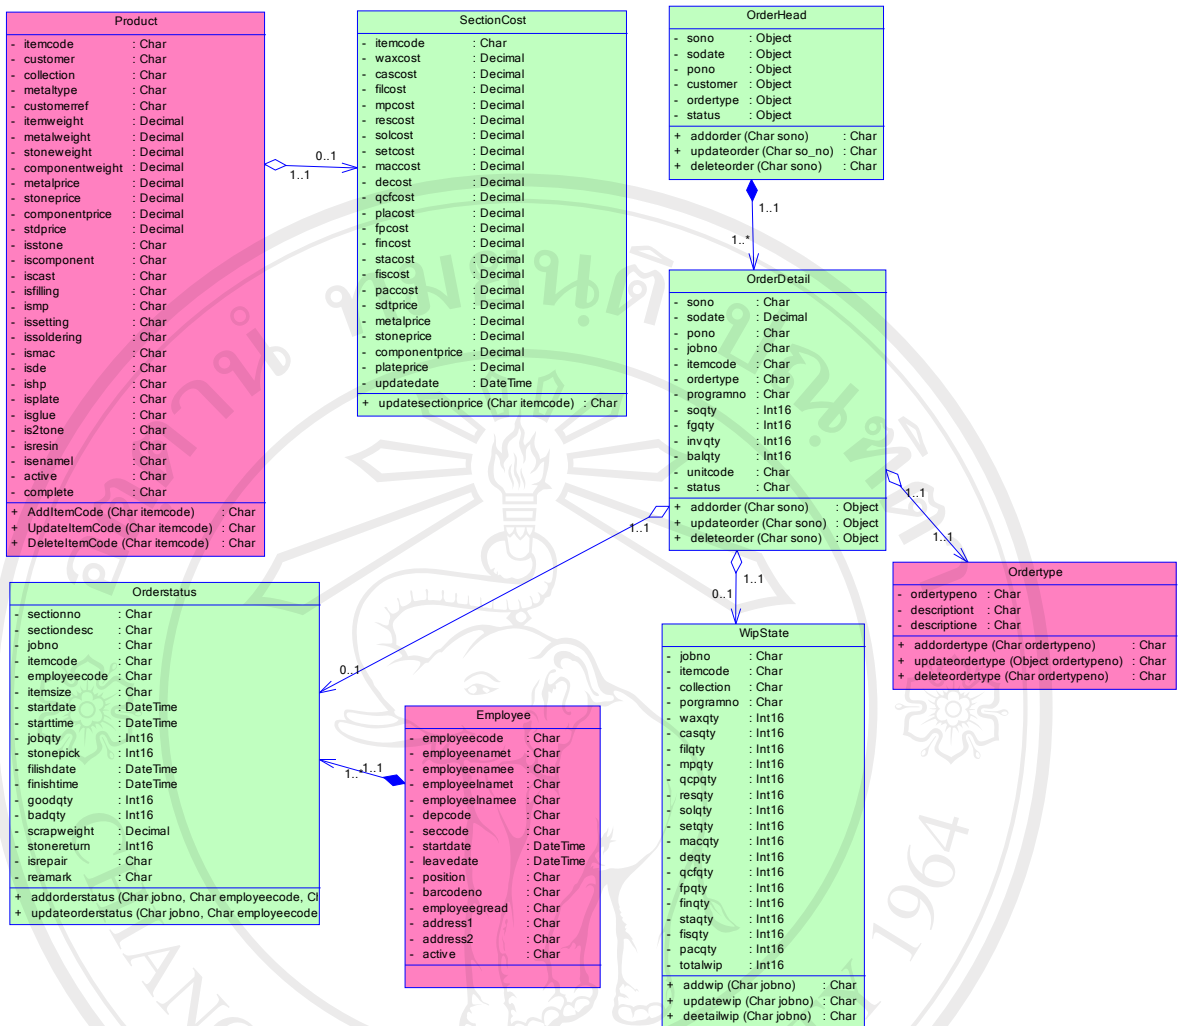 Product
- itemcode : Char
- customer : Char
- collection : Char
- metaltype : Char
- customerref : Char
- itemweight : Decimal
- metalweight : Decimal
- stoneweight : Decimal
- componentweight : Decimal
- metalprice : Decimal
- stoneprice : Decimal
- componentprice : Decimal
- stdprice : Decimal
- isstone : Char
- iscomponent : Char
- iscast : Char
- isfilling : Char
- ismp : Char
- issetting : Char
- issoldering : Char
- ismac : Char
- isde : Char
- ishp : Char
- isplate : Char
- isglue : Char
- is2tone : Char
- isresin : Char
- isenamel : Char
- active : Char
- complete : Char
+ AddItemCode (Char itemcode) : Char
+ UpdateItemCode (Char itemcode) : Char
+ DeleteItemCode (Char itemcode) : Char
0..1
1..1
SectionCost
- itemcode : Char
- waxcost : Decimal
- cascost : Decimal
- filcost : Decimal
- mpcost : Decimal
- rescost : Decimal
- solcost : Decimal
- setcost : Decimal
- maccost : Decimal
- decost : Decimal
- qcfcost : Decimal
- placost : Decimal
- fpcost : Decimal
- fincost : Decimal
- stacost : Decimal
- fiscost : Decimal
- paccost : Decimal
- sdtprice : Decimal
- metalprice : Decimal
- stoneprice : Decimal
- componentprice : Decimal
- plateprice : Decimal
- updatedate : DateTime
+ updatesectionprice (Char itemcode) : Char
OrderHead
- sono : Object
- sodate : Object
- pono : Object
- customer : Object
- ordertype : Object
- status : Object
+ addorder (Char sono) : Char
+ updateorder (Char so_no) : Char
+ deleteorder (Char sono) : Char
1..1
1..*
OrderDetail
- sono : Char
- sodate : Decimal
- pono : Char
- jobno : Char
- itemcode : Char
- ordertype : Char
- programno : Char
- soqty : Int16
- fgqty : Int16
- invqty : Int16
- balqty : Int16
- unitcode : Char
- status : Char
+ addorder (Char sono) : Object
+ updateorder (Char sono) : Object
+ deleteorder (Char sono) : Object
1..1
1..1
1..1
0..1
1..1
0..1
Ordertype
- ordertypeno : Char
- descriptiont : Char
- descriptione : Char
+ addordertype (Char ordertypeno) : Char
+ updateordertype (Object ordertypeno) : Char
+ deleteordertype (Char ordertypeno) : Char
Orderstatus
- sectionno : Char
- sectiondesc : Char
- jobno : Char
- itemcode : Char
- employeecode : Char
- itemsize : Char
- startdate : DateTime
- starttime : DateTime
- jobqty : Int16
- stonepick : Int16
- filishdate : DateTime
- finishtime : DateTime
- goodqty : Int16
- badqty : Int16
- scrapweight : Decimal
- stonereturn : Int16
- isrepair : Char
- reamark : Char
+ addorderstatus (Char jobno, Char employeecode, Cl
+ updateorderstatus (Char jobno, Char employeecode
1..*
1..1
Employee
- employeecode : Char
- employeenamet : Char
- employeenamee : Char
- employeelnamet : Char
- employeelnamee : Char
- depcode : Char
- seccode : Char
- startdate : DateTime
- leavedate : DateTime
- position : Char
- barcodeno : Char
- employeegread : Char
- address1 : Char
- address2 : Char
- active : Char
WipState
- jobno : Char
- itemcode : Char
- collection : Char
- porgramno : Char
- waxqty : Int16
- casqty : Int16
- filqty : Int16
- mpqty : Int16
- qcpqty : Int16
- resqty : Int16
- solqty : Int16
- setqty : Int16
- macqty : Int16
- deqty : Int16
- qcfqty : Int16
- fpqty : Int16
- finqty : Int16
- staqty : Int16
- fisqty : Int16
- pacqty : Int16
- totalwip : Int16
+ addwip (Char jobno) : Char
+ updatewip (Char jobno) : Char
+ deetailwip (Char jobno) : Char
1964